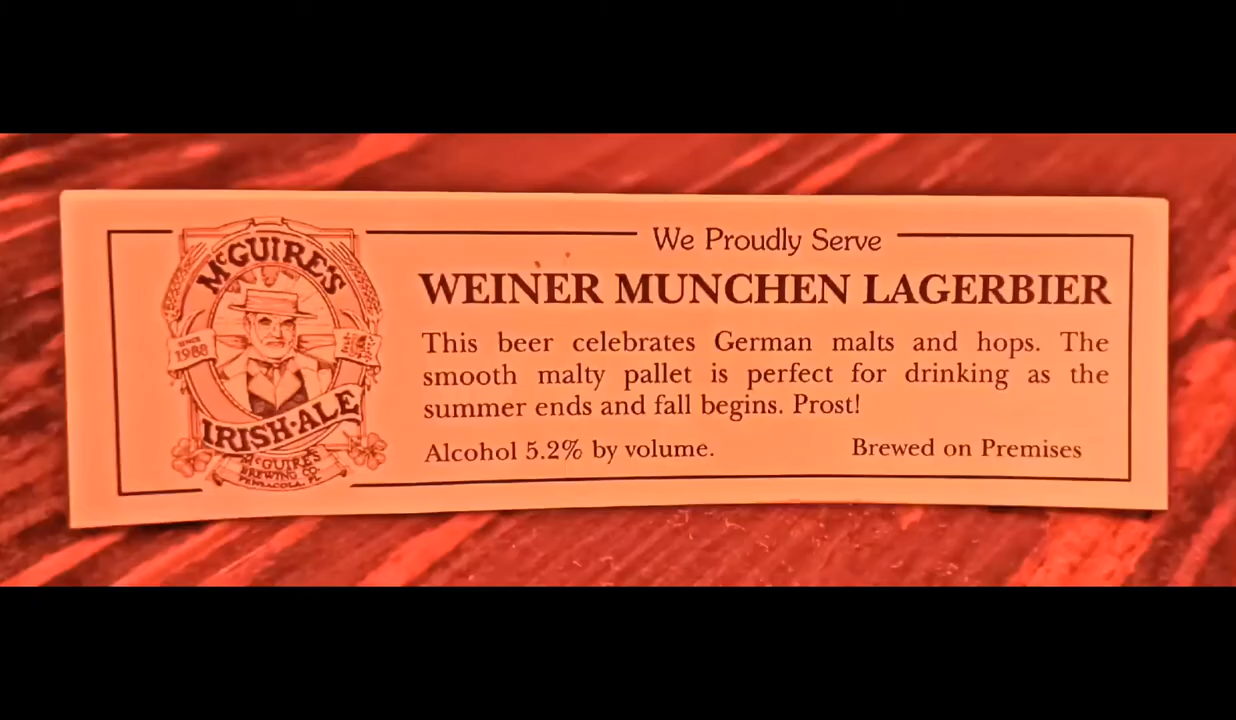 McGUIRE'S
SINCE
1988
IRISH·ALE
McGUIRE'S
BREWING CO.
PENSACOLA, FL
We Proudly Serve
WEINER MUNCHEN LAGERBIER
This beer celebrates German malts and hops. The
smooth malty pallet is perfect for drinking as the
summer ends and fall begins. Prost!
Alcohol 5.2% by volume.
Brewed on Premises